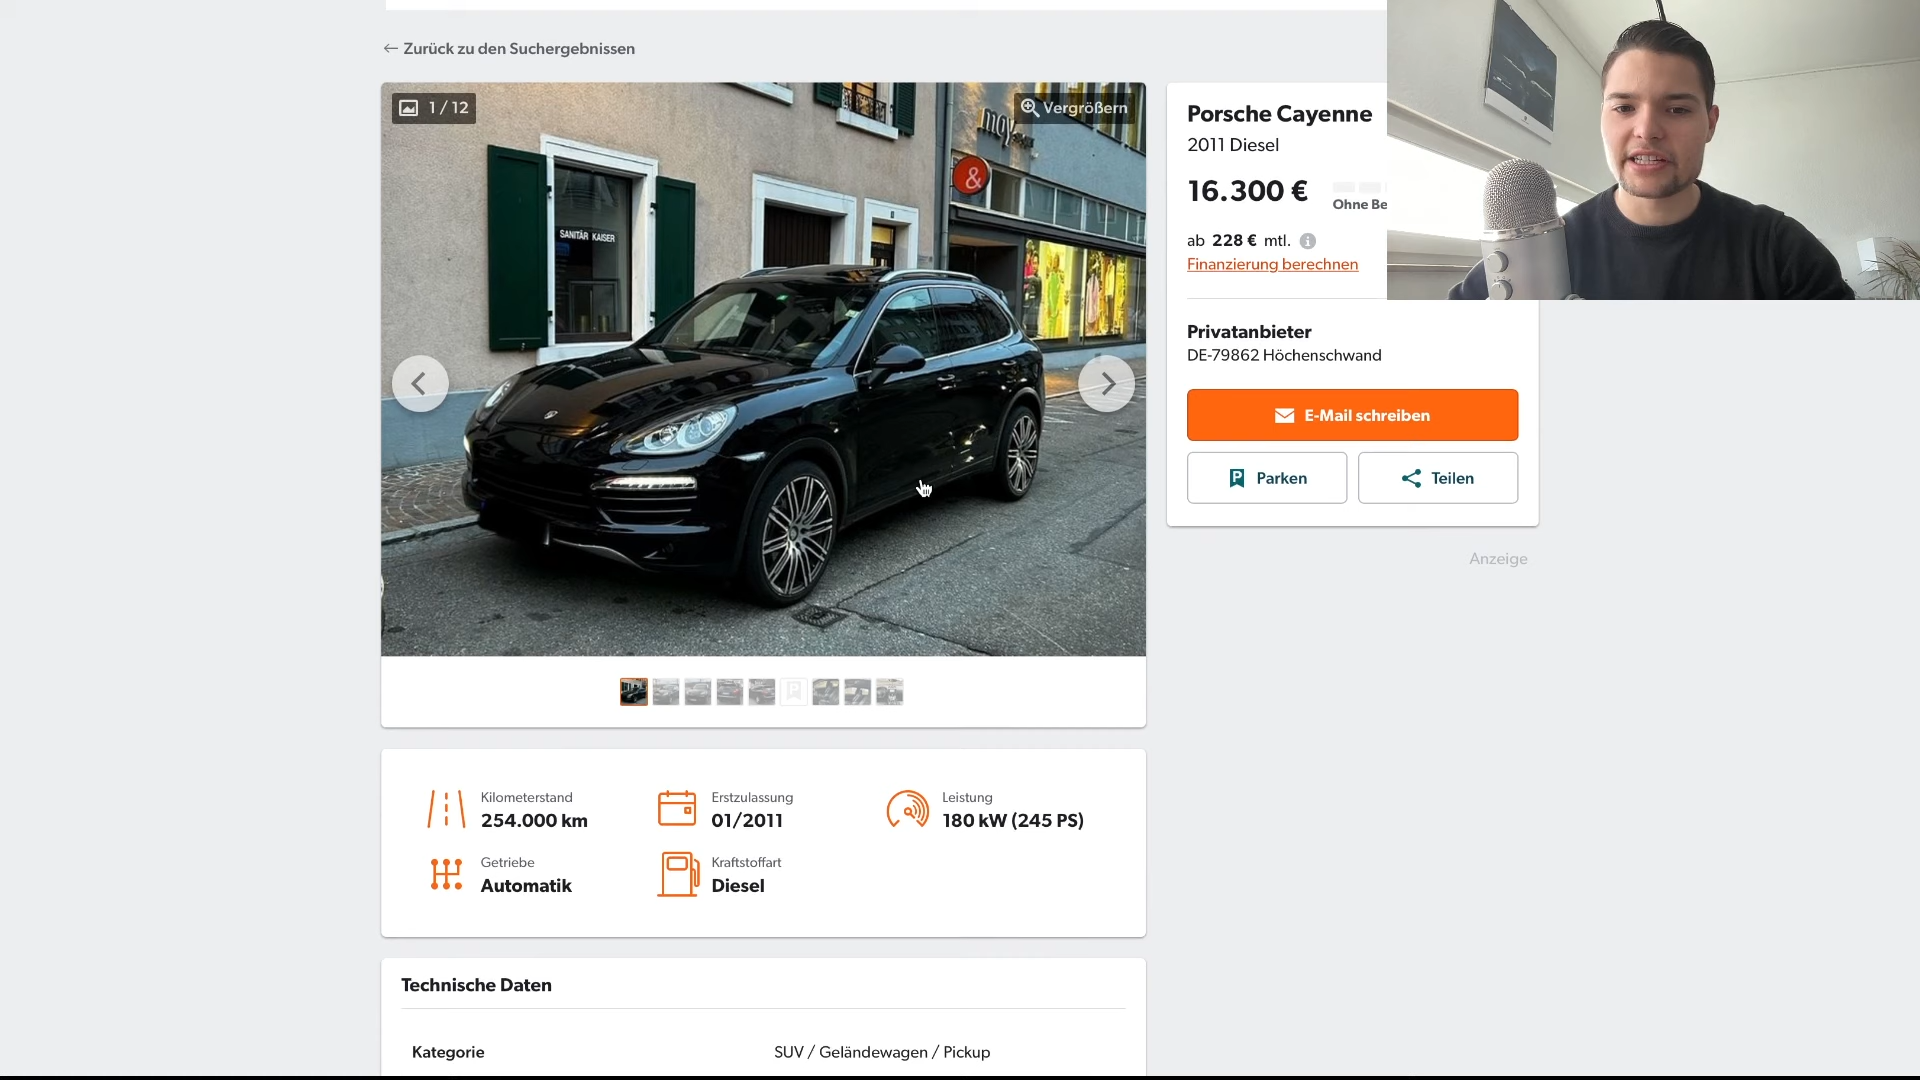 ← Zurück zu den Suchergebnissen
1 / 12
Vergrößern
mqy
&
SANITÄR KAISER
Porsche Cayenne
2011 Diesel
16.300 €
Ohne Be
ab 228 € mtl.
Finanzierung berechnen
Privatanbieter
DE-79862 Höchenschwand
E-Mail schreiben
Parken
Teilen
Anzeige
Kilometerstand
254.000 km
Erstzulassung
01/2011
Leistung
180 kW (245 PS)
Getriebe
Automatik
Kraftstoffart
Diesel
Technische Daten
Kategorie
SUV / Geländewagen / Pickup